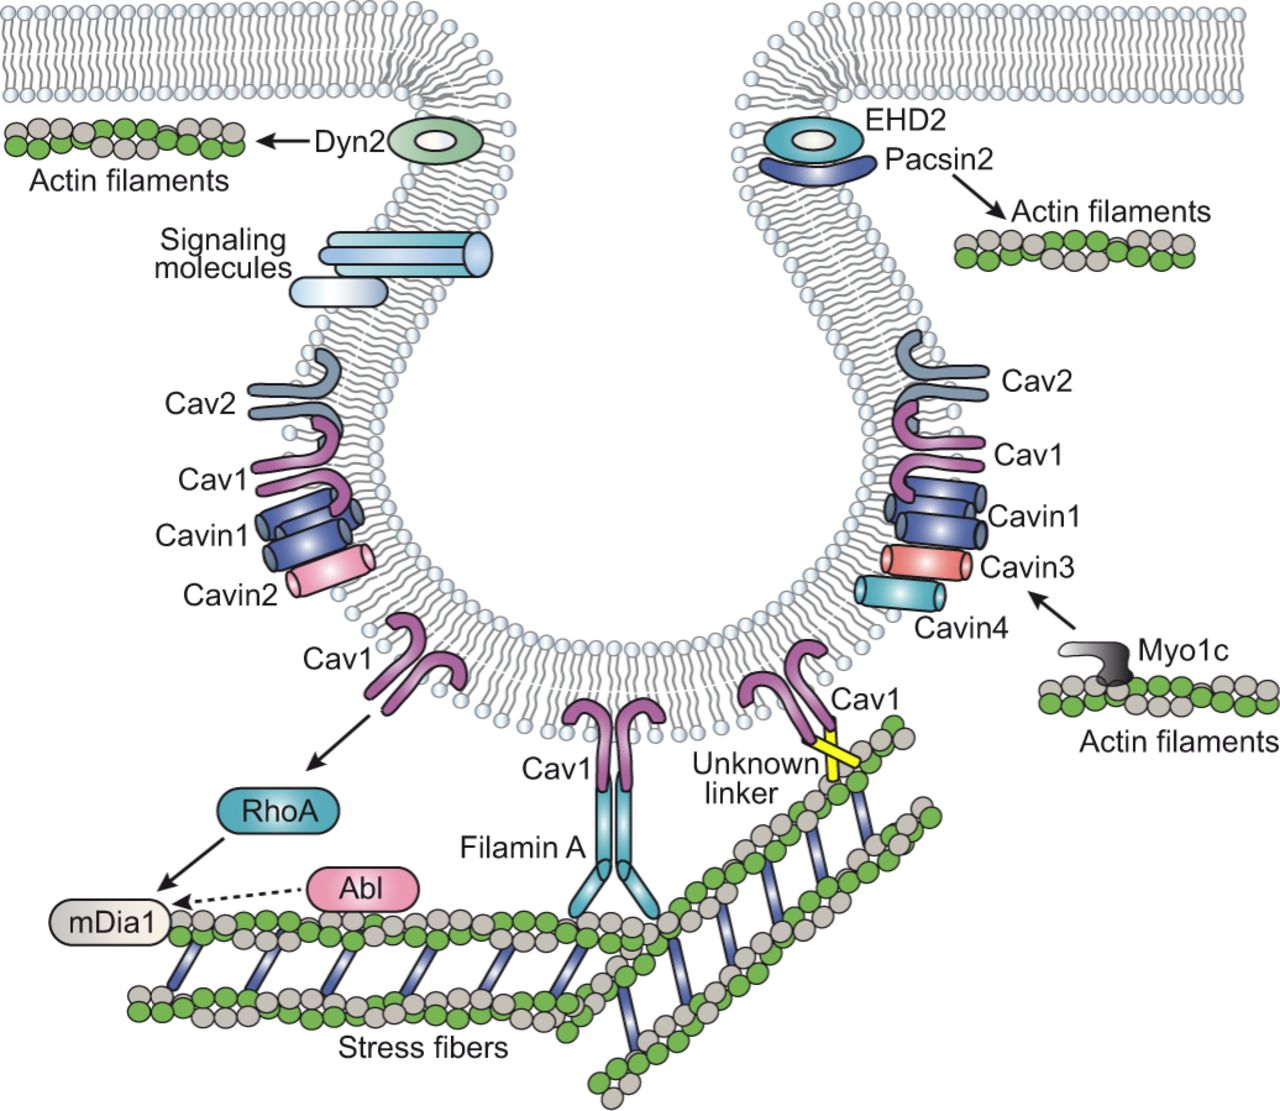 EHD2
Dyn2
Pacsin2
Actin filaments
Actin filaments
Signaling
molecules
Cav2
Cav2
Cav1
Cav1
Cavin1
Cavin1
Cavin3
Cavin2
Cavin4
Cav1
Myo1c
Cav1
Actin filaments
Cav1
Unknown
linker
RhoA
Filamin A
Abl
mDia1
Stress fibers